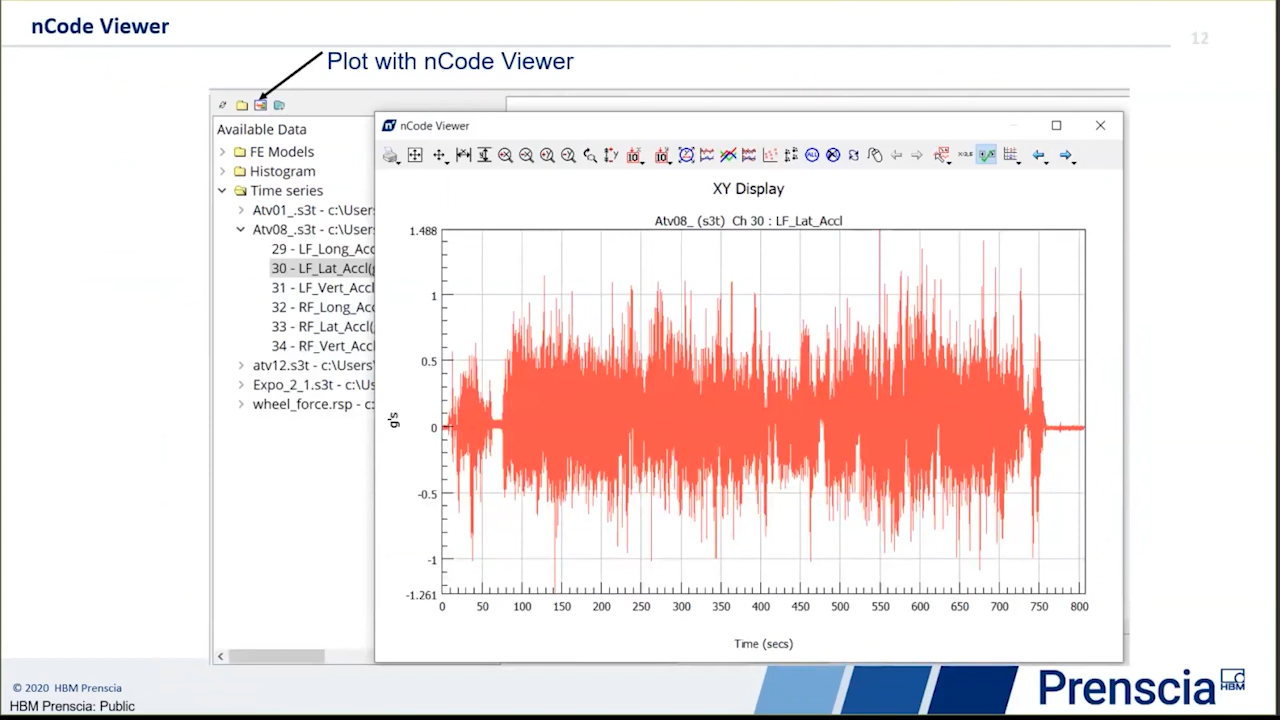 nCode Viewer
12
Plot with nCode Viewer
Available Data
FE Models
Histogram
Time series
Atv01_.s3t - c:\Users
Atv08_.s3t - c:\Users
29 - LF_Long_Acc
30 - LF_Lat_Accl(g
31 - LF_Vert_Accl
32 - RF_Long_Acc
33 - RF_Lat_Accl(
34 - RF_Vert_Accl
atv12.s3t - c:\Users\
Expo_2_1.s3t - c:\U
wheel_force.rsp - c:
nCode Viewer
XY Display
Atv08_ (s3t) Ch 30 : LF_Lat_Accl
1.488
1
0.5
0
-0.5
-1
-1.261
g's
0 50 100 150 200 250 300 350 400 450 500 550 600 650 700 750 800
Time (secs)
© 2020 HBM Prenscia
HBM Prenscia: Public
Prenscia
HBM